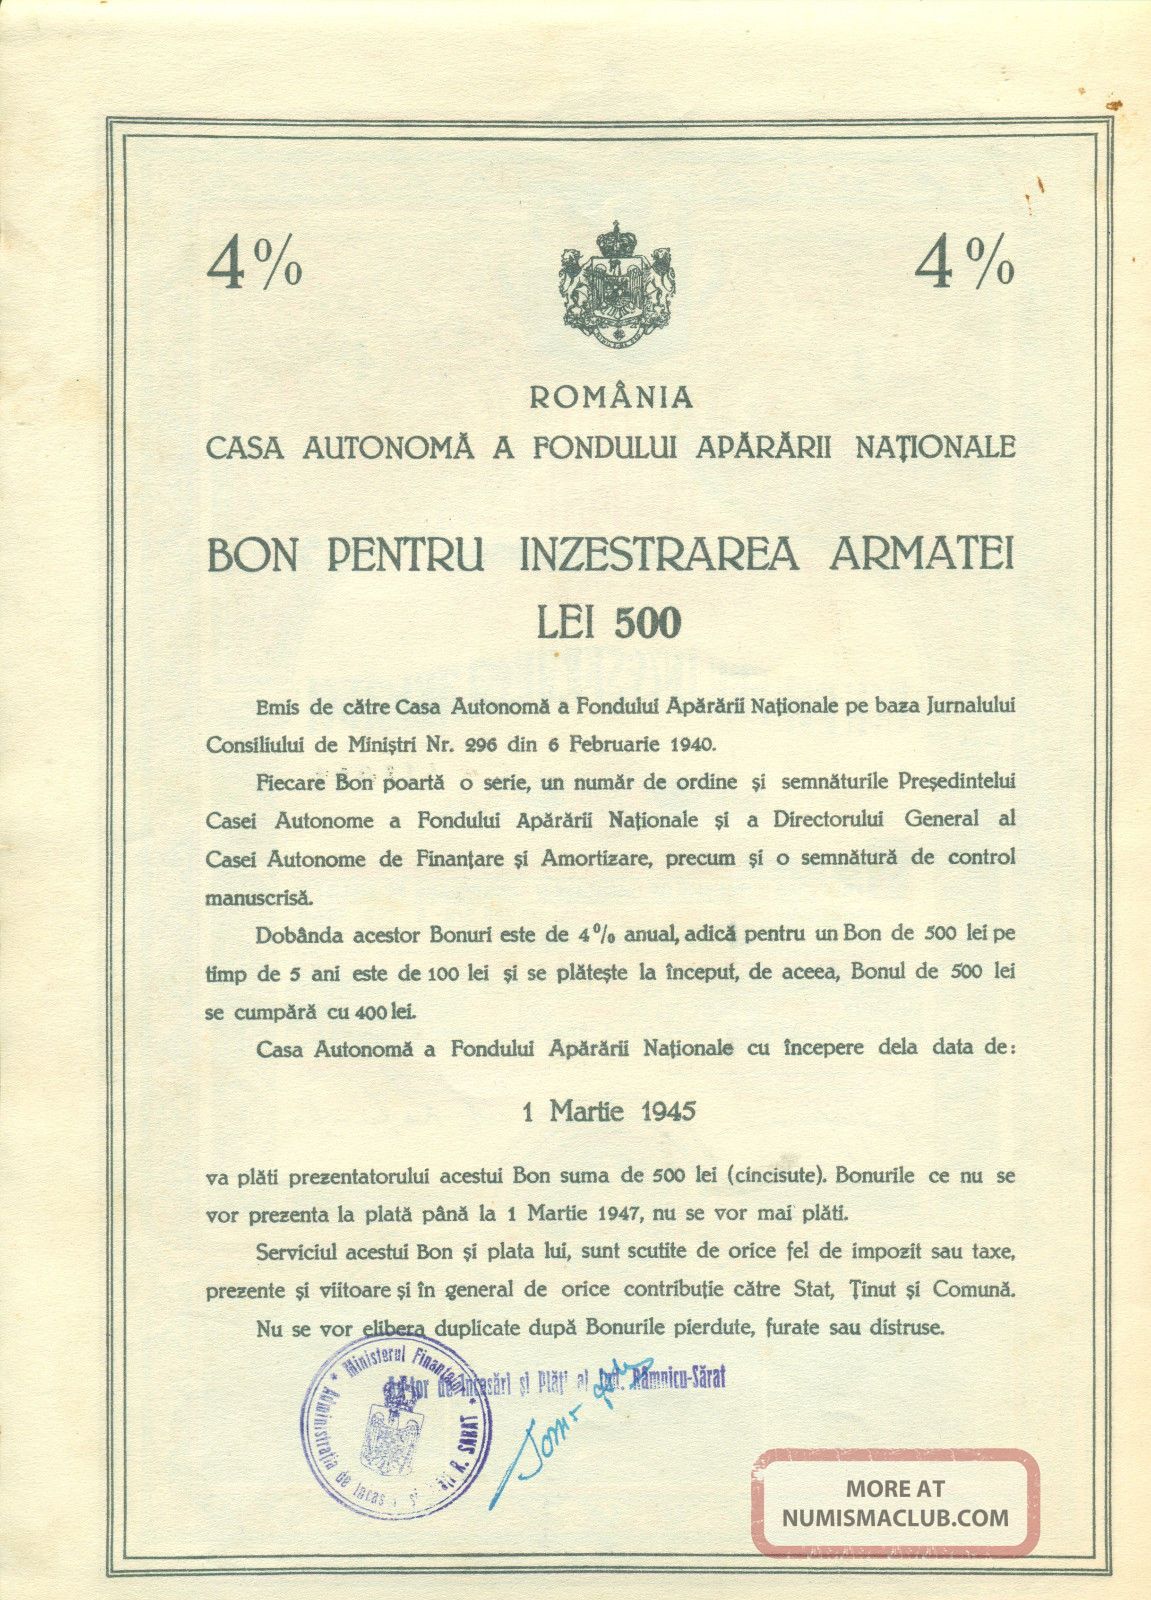 4% 4%
ROMÂNIA
CASA AUTONOMĂ A FONDULUI APĂRĂRII NAȚIONALE
BON PENTRU INZESTRAREA ARMATEI
LEI 500
Emis de către Casa Autonomă a Fondului Apărării Naționale pe baza Jurnalului
Consiliului de Miniștri Nr. 296 din 6 Februarie 1940.
Fiecare Bon poartă o serie, un număr de ordine și semnăturile Președintelui
Casei Autonome a Fondului Apărării Naționale și a Directorului General al
Casei Autonome de Finanțare și Amortizare, precum și o semnătură de control
manuscrisă.
Dobânda acestor Bonuri este de 4% anual, adică pentru un Bon de 500 lei pe
timp de 5 ani este de 100 lei și se plătește la început, de aceea, Bonul de 500 lei
se cumpără cu 400 lei.
Casa Autonomă a Fondului Apărării Naționale cu începere dela data de:
1 Martie 1945
va plăti prezentatorului acestui Bon suma de 500 lei (cincisute). Bonurile ce nu se
vor prezenta la plată până la 1 Martie 1947, nu se vor mai plăti.
Serviciul acestui Bon și plata lui, sunt scutite de orice fel de impozit sau taxe,
prezente și viitoare și în general de orice contribuție către Stat, Ținut și Comună.
Nu se vor elibera duplicate după Bonurile pierdute, furate sau distruse.
de Incasări și Plăți al Râmnicu-Sărat
Ministerul Finanțelor
Administrația de Incas și R. SARAT
MORE AT
NUMISMACLUB.COM